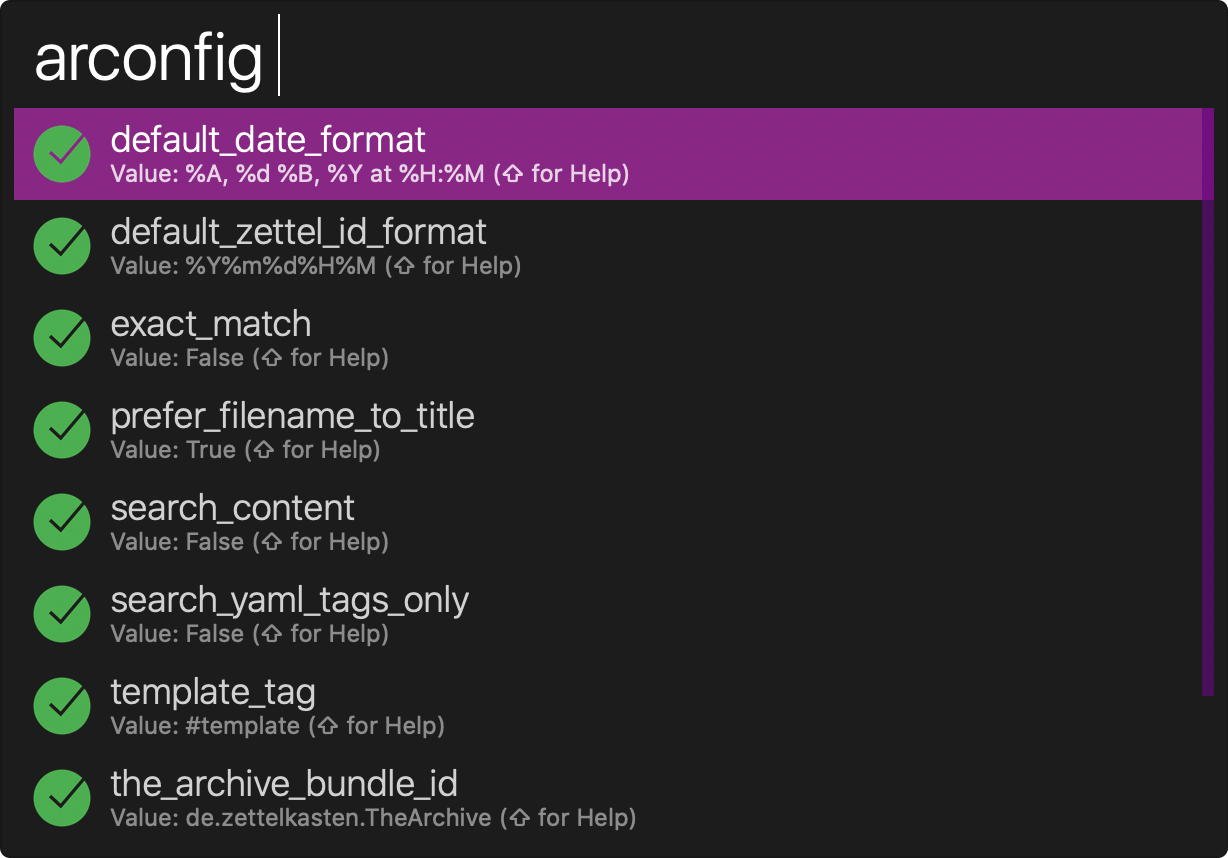 arconfig
default_date_format
Value: %A, %d %B, %Y at %H:%M (⇧ for Help)
default_zettel_id_format
Value: %Y%m%d%H%M (⇧ for Help)
exact_match
Value: False (⇧ for Help)
prefer_filename_to_title
Value: True (⇧ for Help)
search_content
Value: False (⇧ for Help)
search_yaml_tags_only
Value: False (⇧ for Help)
template_tag
Value: #template (⇧ for Help)
the_archive_bundle_id
Value: de.zettelkasten.TheArchive (⇧ for Help)